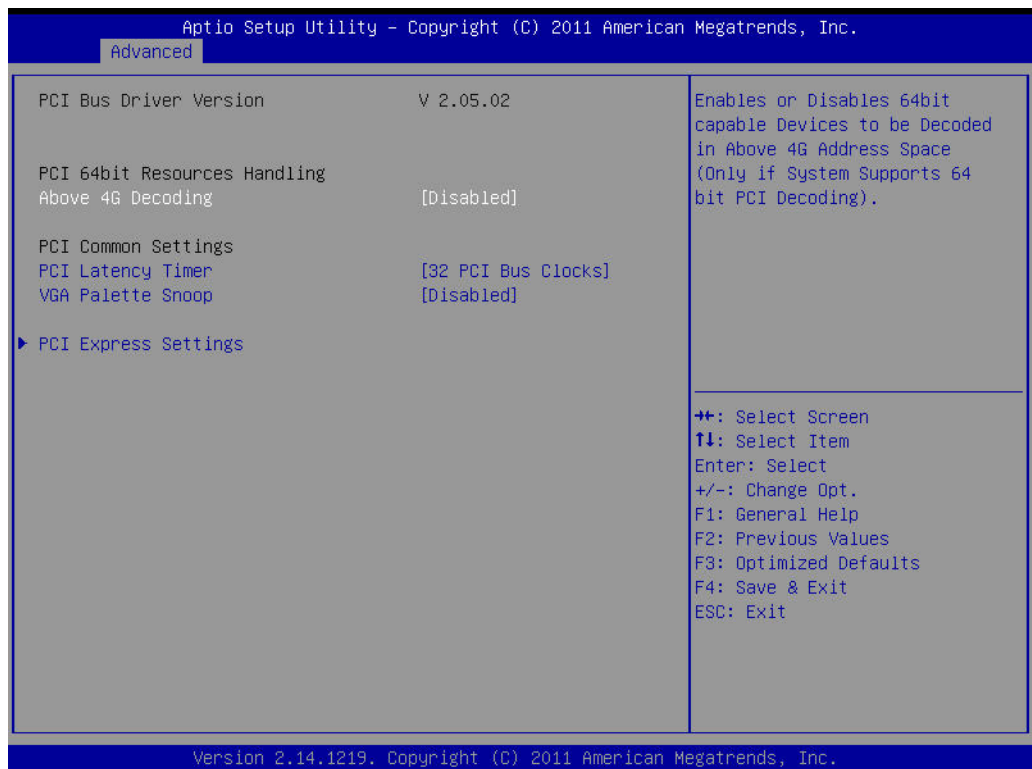 Aptio Setup Utility – Copyright (C) 2011 American Megatrends, Inc.
Advanced
PCI Bus Driver Version V 2.05.02
PCI 64bit Resources Handling
Above 4G Decoding [Disabled]
PCI Common Settings
PCI Latency Timer [32 PCI Bus Clocks]
VGA Palette Snoop [Disabled]
▶ PCI Express Settings
Enables or Disables 64bit
capable Devices to be Decoded
in Above 4G Address Space
(Only if System Supports 64
bit PCI Decoding).
→←: Select Screen
↑↓: Select Item
Enter: Select
+/-: Change Opt.
F1: General Help
F2: Previous Values
F3: Optimized Defaults
F4: Save & Exit
ESC: Exit
Version 2.14.1219. Copyright (C) 2011 American Megatrends, Inc.